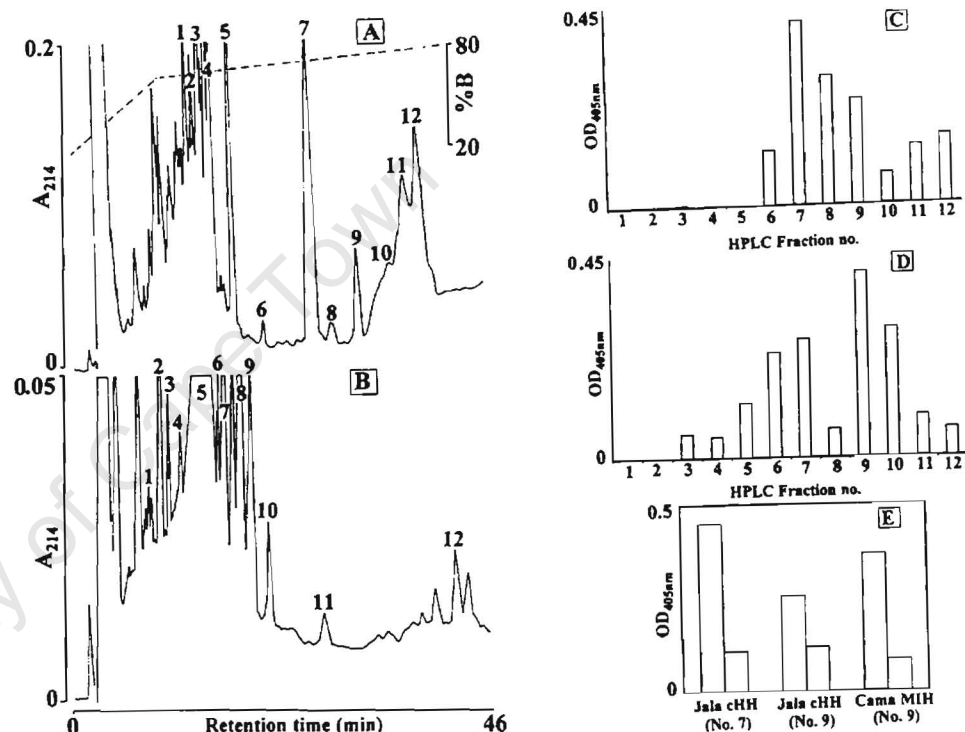 y of Cape Town
A
0.2
A214
0
1 2 3 4 5 6 7 8 9 10 11 12
80
%B
20
B
0.05
A214
0
1 2 3 4 5 6 7 8 9 10 11 12
0 Retention time (min) 46
C
0.45
OD405nm
0
1 2 3 4 5 6 7 8 9 10 11 12
HPLC Fraction no.
D
0.45
OD405nm
0
1 2 3 4 5 6 7 8 9 10 11 12
HPLC Fraction no.
E
0.5
OD405nm
0
Jala cHH Jala cHH Cama MIH
(No. 7) (No. 9) (No. 9)